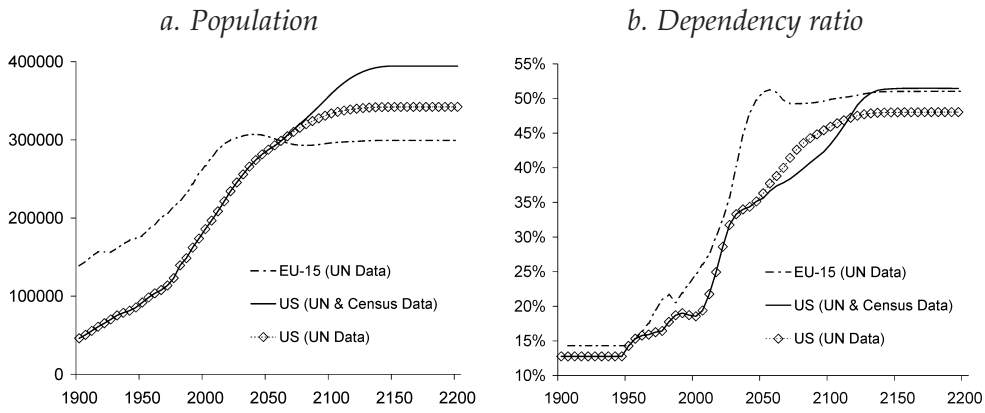 a. Population
400000
300000
200000
100000
0
EU-15 (UN Data)
US (UN & Census Data)
US (UN Data)
1900 1950 2000 2050 2100 2150 2200
b. Dependency ratio
55%
50%
45%
40%
35%
30%
25%
20%
15%
10%
EU-15 (UN Data)
US (UN & Census Data)
US (UN Data)
1900 1950 2000 2050 2100 2150 2200